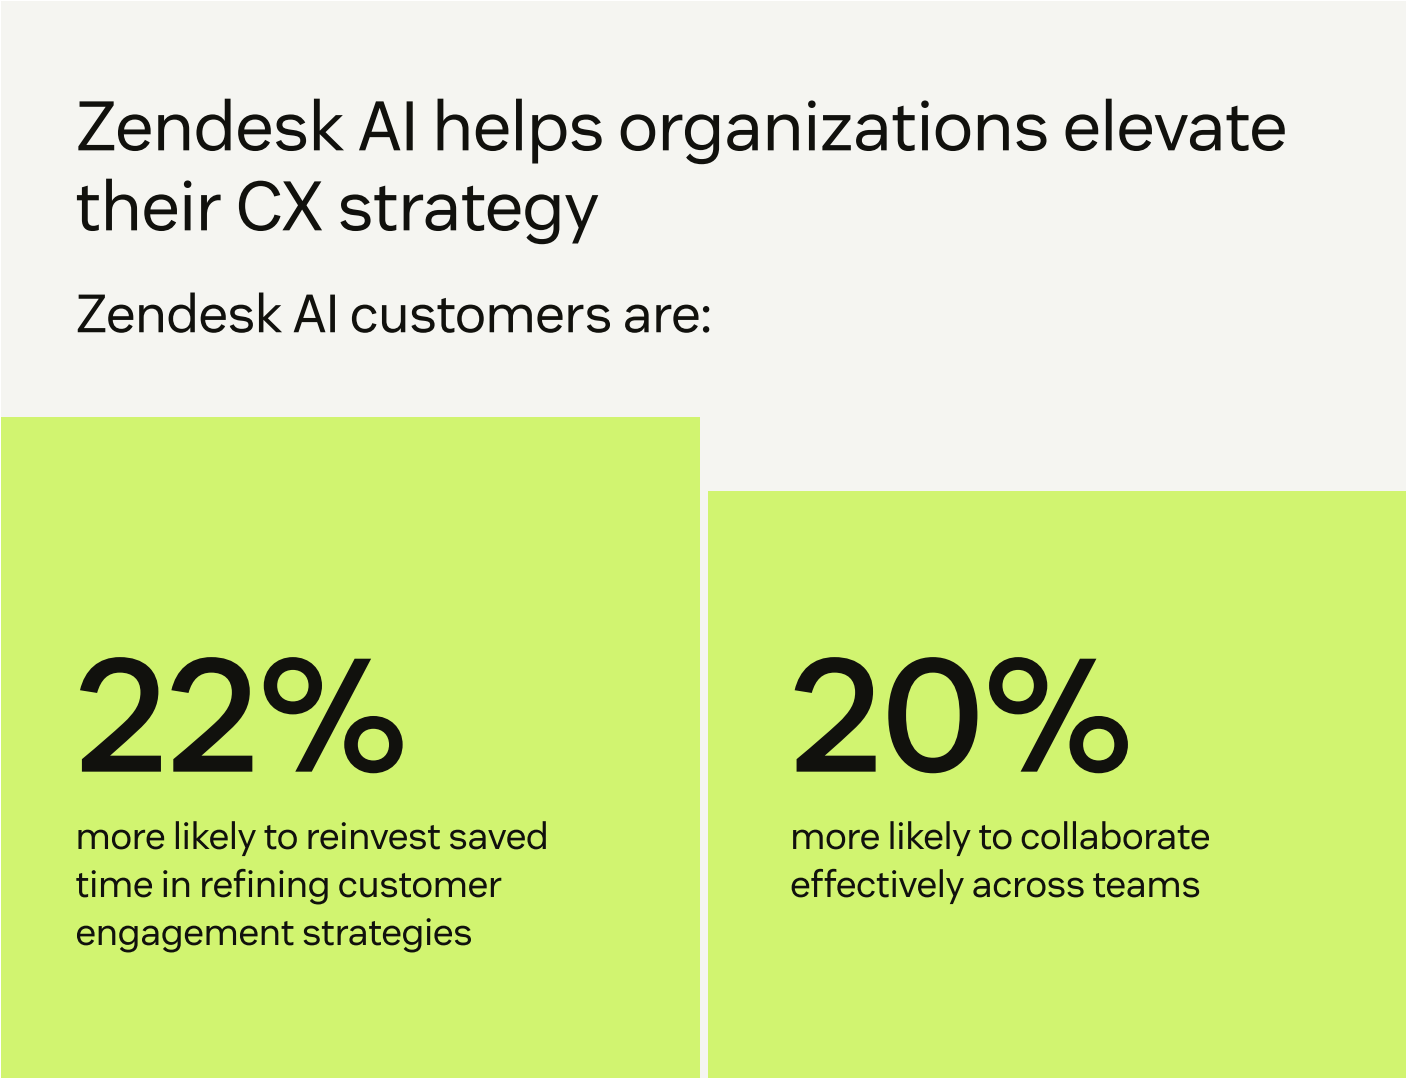 Zendesk AI helps organizations elevate
their CX strategy
Zendesk AI customers are:
22%
more likely to reinvest saved
time in refining customer
engagement strategies
20%
more likely to collaborate
effectively across teams